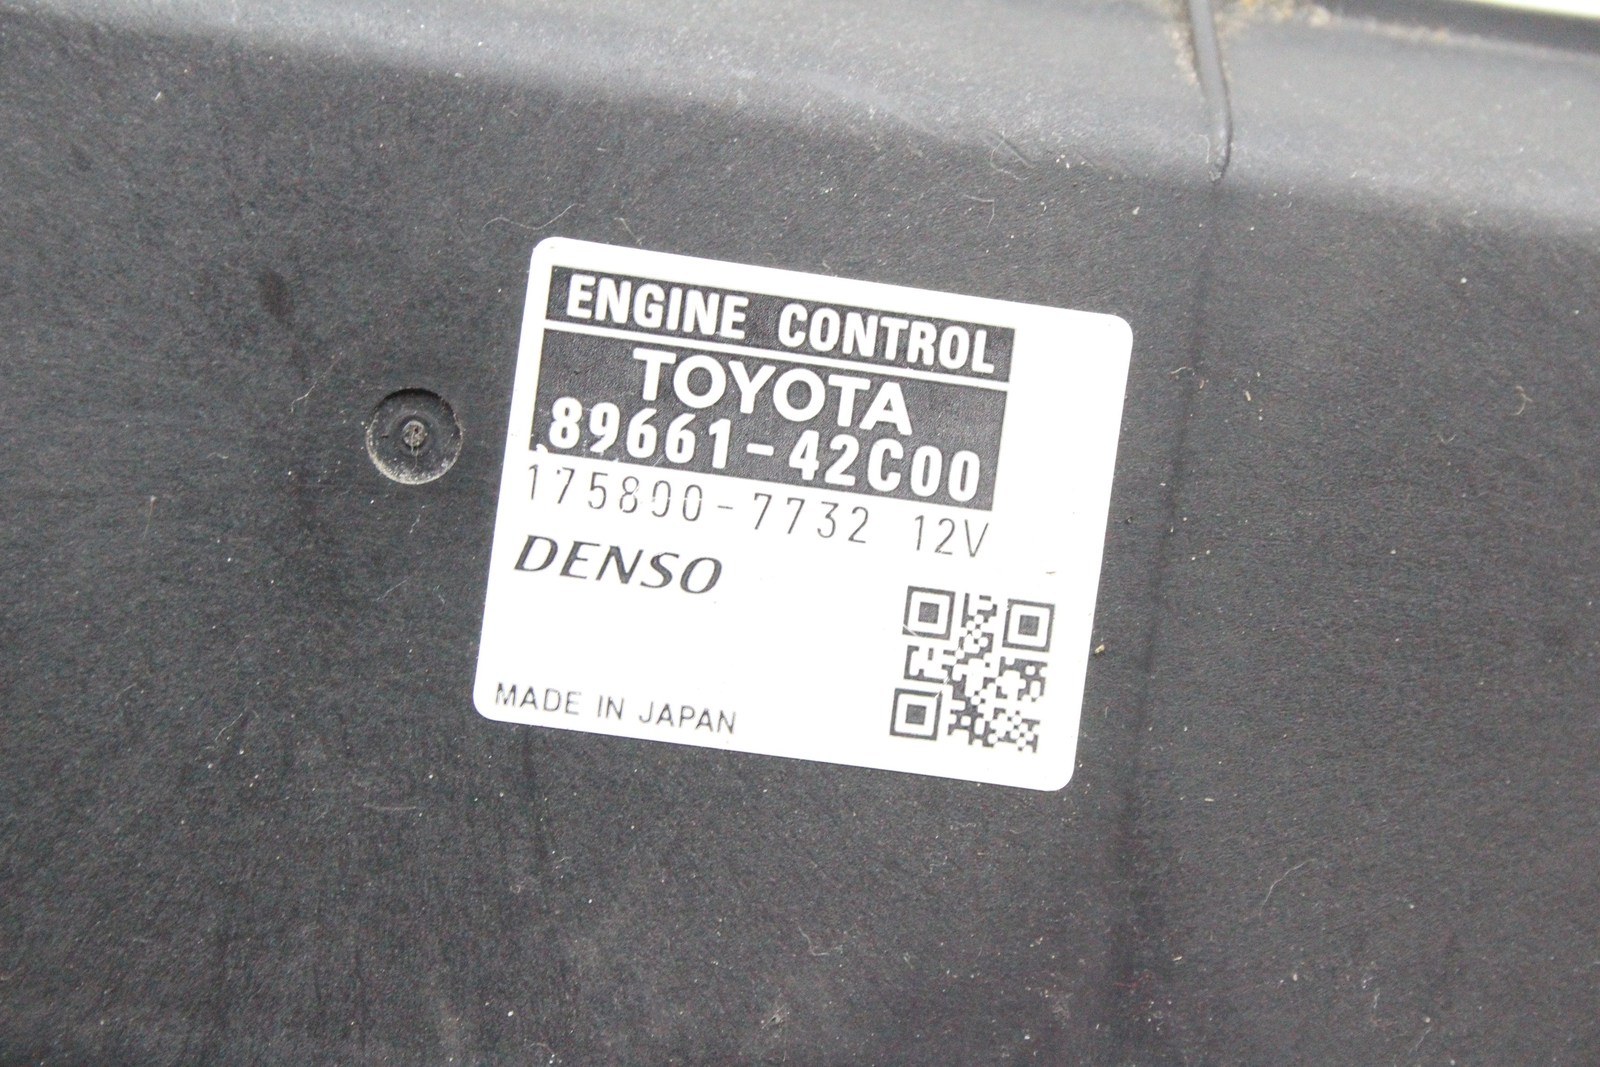 ENGINE CONTROL
TOYOTA
89661-42C00
175800-7732 12V
DENSO
MADE IN JAPAN